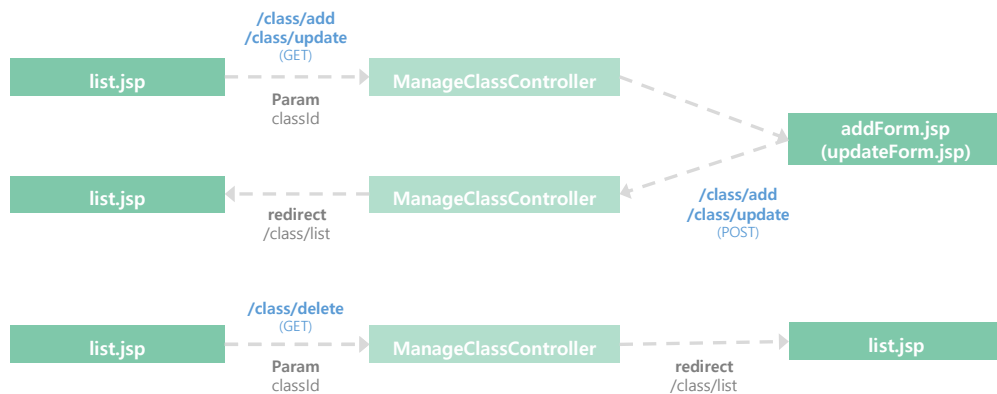 /class/add
/class/update
(GET)
list.jsp
ManageClassController
Param
classId
addForm.jsp
(updateForm.jsp)
list.jsp
ManageClassController
redirect
/class/list
/class/add
/class/update
(POST)
/class/delete
(GET)
list.jsp
ManageClassController
list.jsp
Param
classId
redirect
/class/list